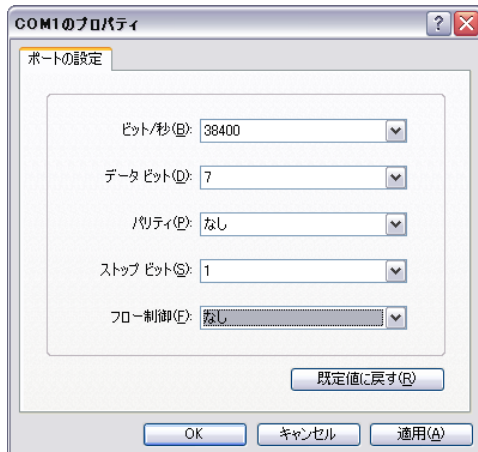 COM1のプロパティ
ポートの設定
ビット/秒(B): 38400
データ ビット(D): 7
パリティ(P): なし
ストップ ビット(S): 1
フロー制御(F): なし
既定値に戻す(R)
OK キャンセル 適用(A)